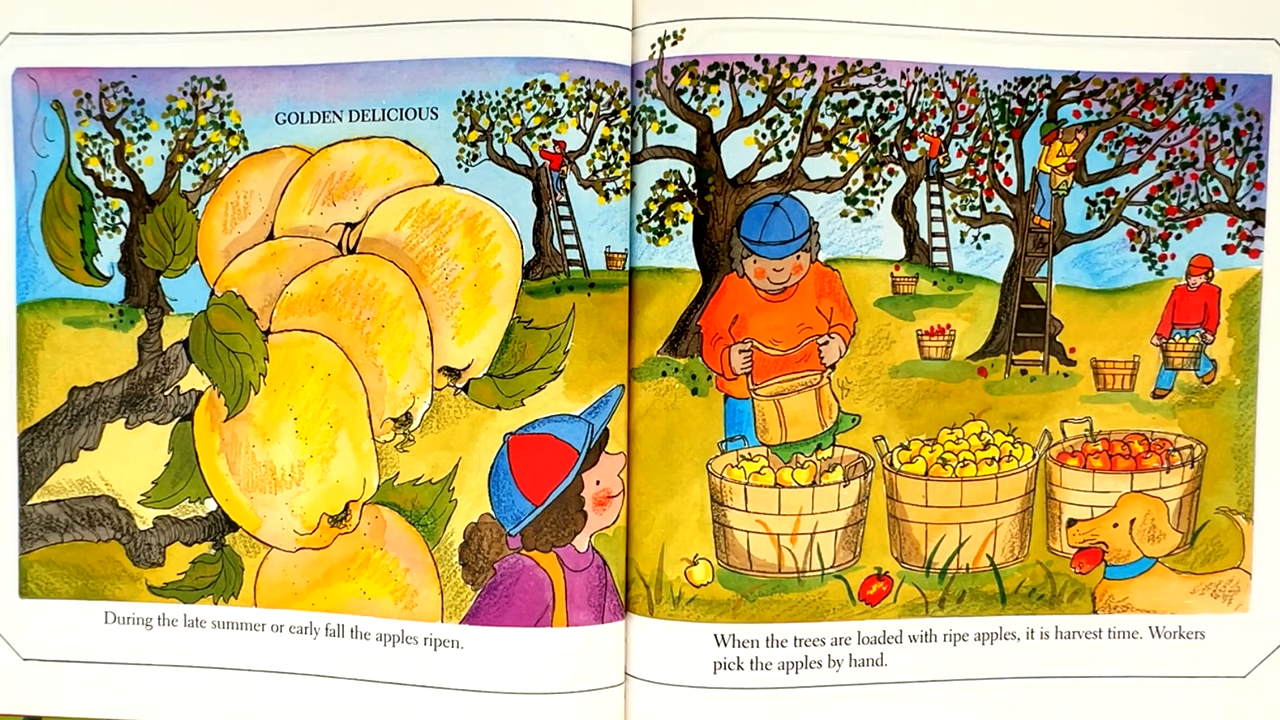 GOLDEN DELICIOUS
During the late summer or early fall the apples ripen.
When the trees are loaded with ripe apples, it is harvest time. Workers
pick the apples by hand.